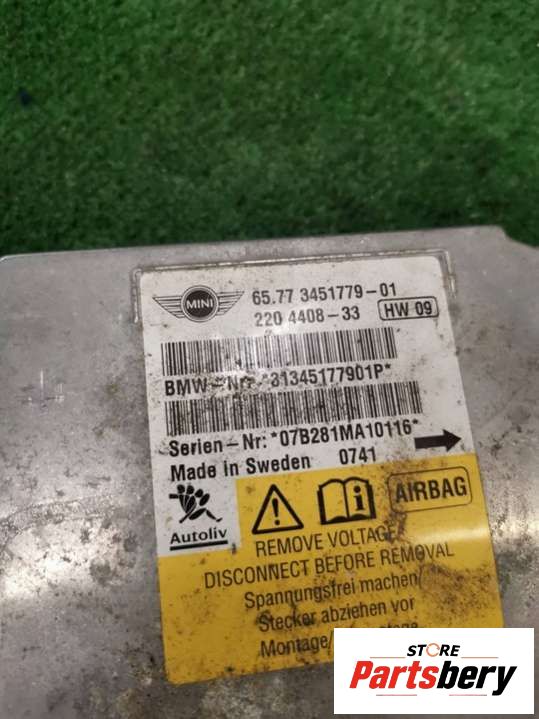 MINI
65.77 3451779-01
220 4408-33 HW 09
BMW-Nr. *31345177901P*
Serien-Nr: *07B281MA10116*
Made in Sweden 0741
Autoliv
AIRBAG
REMOVE VOLTAGE/
DISCONNECT BEFORE REMOVAL
Spannungsfrei machen/
Stecker abziehen vor
Montage/
STORE
Partsbery